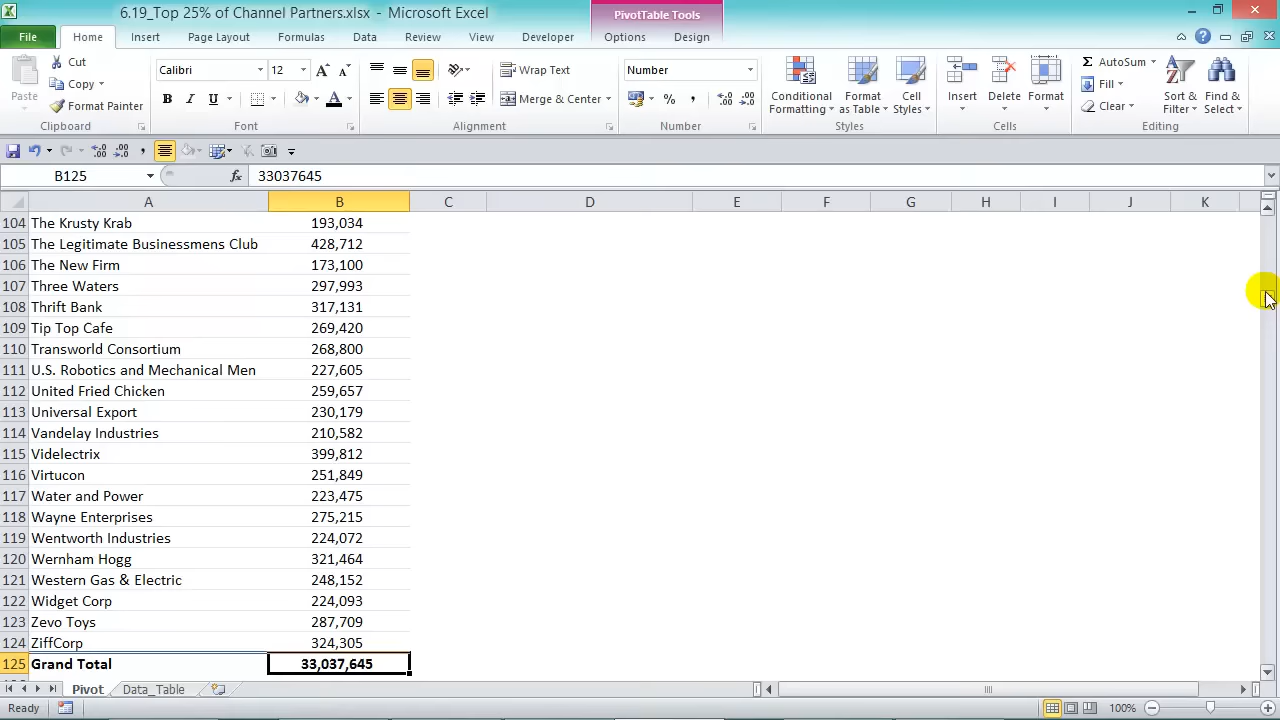 6.19_Top 25% of Channel Partners.xlsx - Microsoft Excel
PivotTable Tools
File Home Insert Page Layout Formulas Data Review View Developer Options Design
Paste
Cut
Copy
Format Painter
Clipboard
Calibri 12
B I U
Font
Wrap Text
Merge & Center
Alignment
Number
%
Number
Conditional Formatting
Format as Table
Cell Styles
Styles
Insert
Delete
Format
Cells
AutoSum
Fill
Clear
Sort & Filter
Find & Select
Editing
B125 fx 33037645
A B C D E F G H I J K
104 The Krusty Krab 193,034
105 The Legitimate Businessmens Club 428,712
106 The New Firm 173,100
107 Three Waters 297,993
108 Thrift Bank 317,131
109 Tip Top Cafe 269,420
110 Transworld Consortium 268,800
111 U.S. Robotics and Mechanical Men 227,605
112 United Fried Chicken 259,657
113 Universal Export 230,179
114 Vandelay Industries 210,582
115 Videlectrix 399,812
116 Virtucon 251,849
117 Water and Power 223,475
118 Wayne Enterprises 275,215
119 Wentworth Industries 224,072
120 Wernham Hogg 321,464
121 Western Gas & Electric 248,152
122 Widget Corp 224,093
123 Zevo Toys 287,709
124 ZiffCorp 324,305
125 Grand Total 33,037,645
Pivot Data_Table
Ready 100%